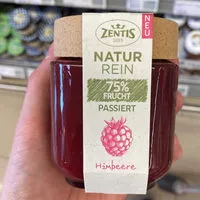 ZENTIS
1893
NEU
NATUR
REIN
75%
FRUCHT
PASSIERT
Himbeere